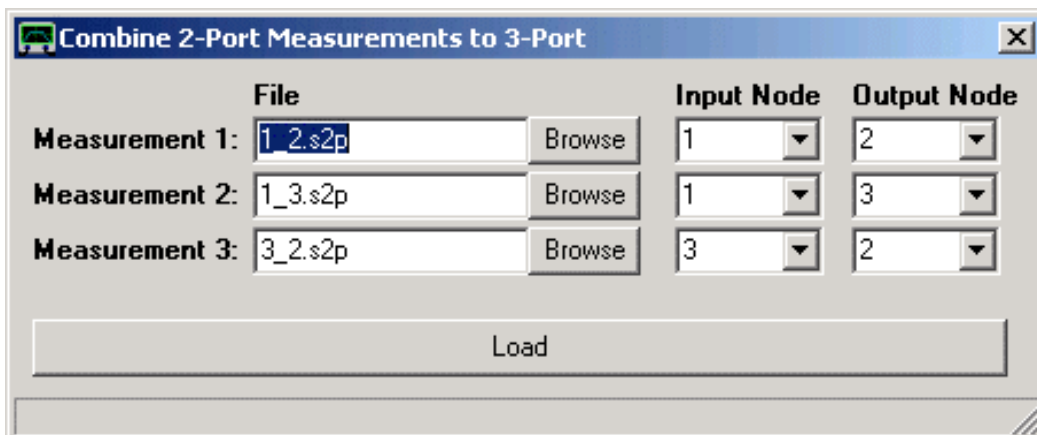 Combine 2-Port Measurements to 3-Port
File Input Node Output Node
Measurement 1: 1_2.s2p Browse 1 2
Measurement 2: 1_3.s2p Browse 1 3
Measurement 3: 3_2.s2p Browse 3 2
Load